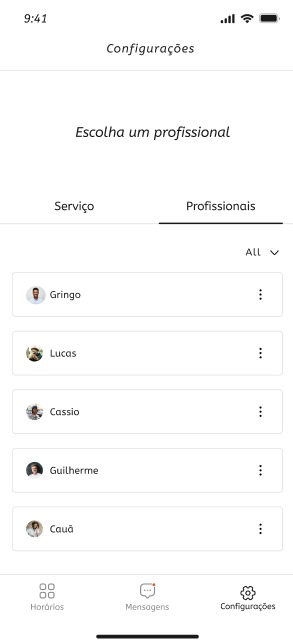 9:41
Configurações
Escolha um profissional
Serviço
Profissionais
All
Gringo
Lucas
Cassio
Guilherme
Cauã
Horários
Mensagens
Configurações